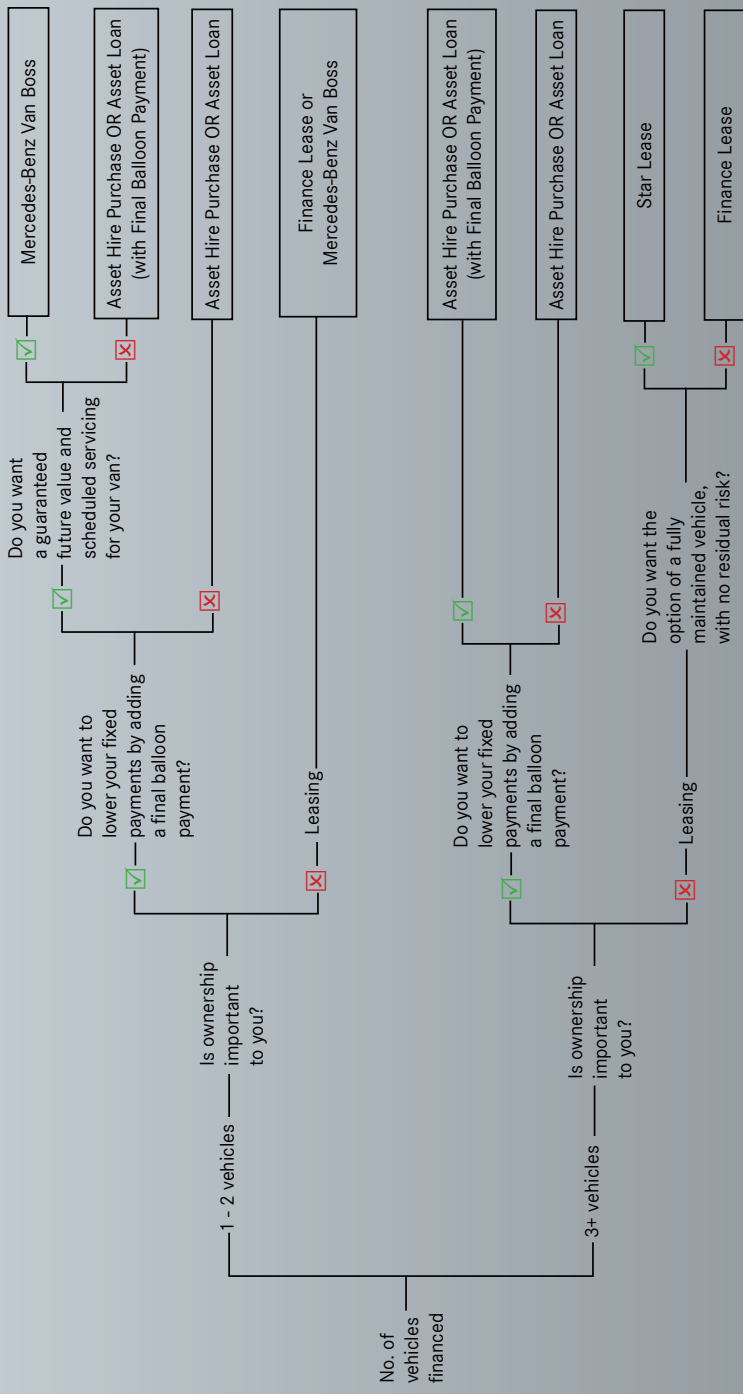 No. of
vehicles
financed
1 - 2 vehicles
Is ownership
important
to you?
Do you want to
lower your fixed
payments by adding
a final balloon
payment?
Do you want
a guaranteed
future value and
scheduled servicing
for your van?
Mercedes-Benz Van Boss
Asset Hire Purchase OR Asset Loan
(with Final Balloon Payment)
Asset Hire Purchase OR Asset Loan
Leasing
Finance Lease or
Mercedes-Benz Van Boss
3+ vehicles
Is ownership
important
to you?
Do you want to
lower your fixed
payments by adding
a final balloon
payment?
Asset Hire Purchase OR Asset Loan
(with Final Balloon Payment)
Asset Hire Purchase OR Asset Loan
Leasing
Do you want the
option of a fully
maintained vehicle,
with no residual risk?
Star Lease
Finance Lease